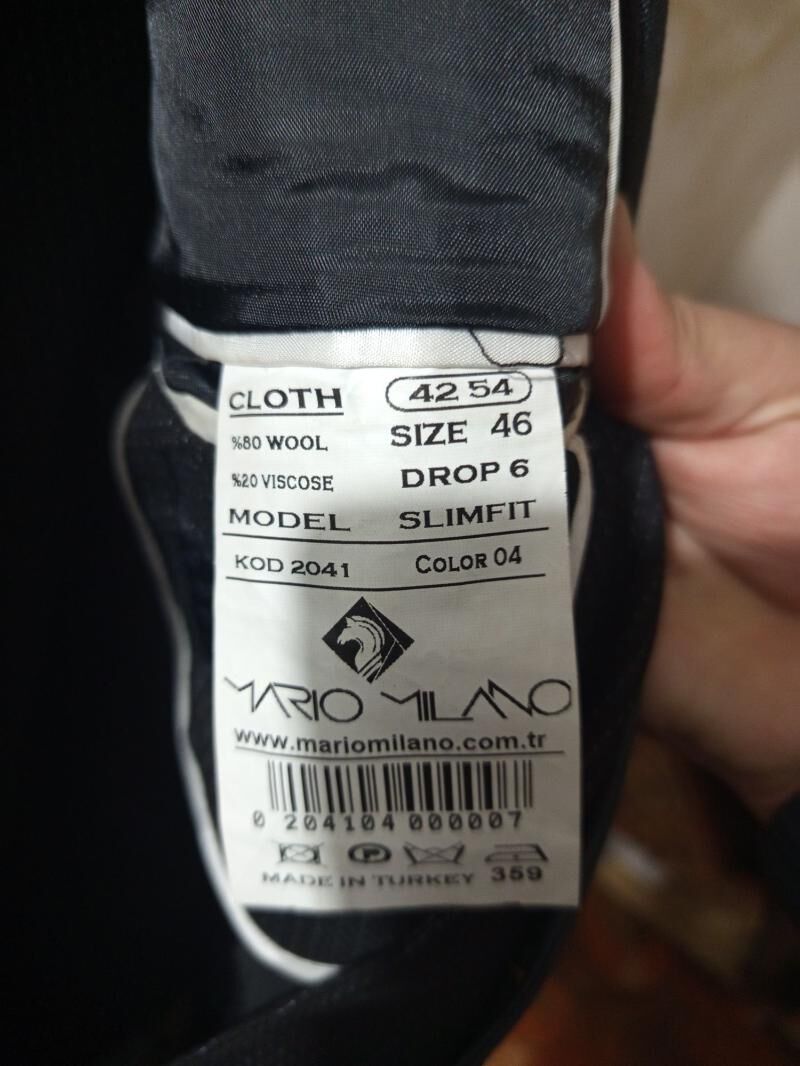 CLOTH 42 54
%80 WOOL SIZE 46
%20 VISCOSE DROP 6
MODEL SLIMFIT
KOD 2041 COLOR 04
MARIO MILANO
www.mariomilano.com.tr
0 204104 000007
P
MADE IN TURKEY 359